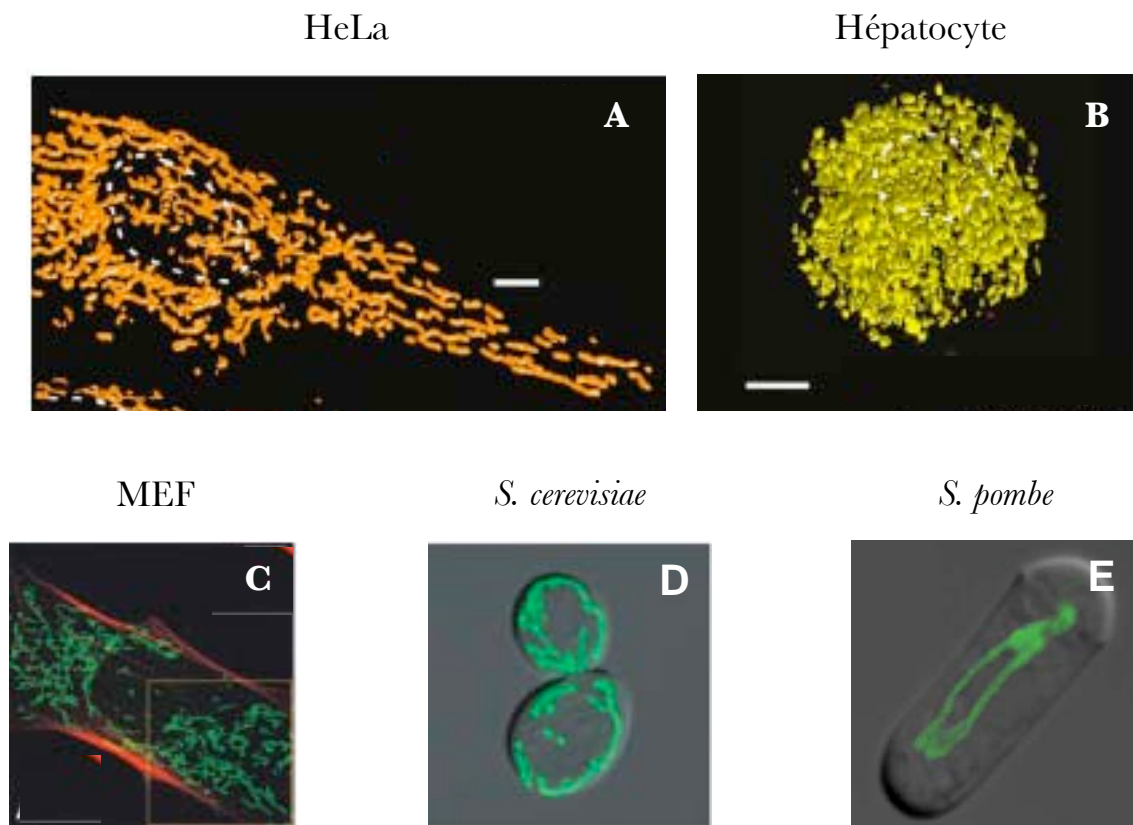 HeLa
Hépatocyte
A
B
MEF
S. cerevisiae
S. pombe
C
D
E